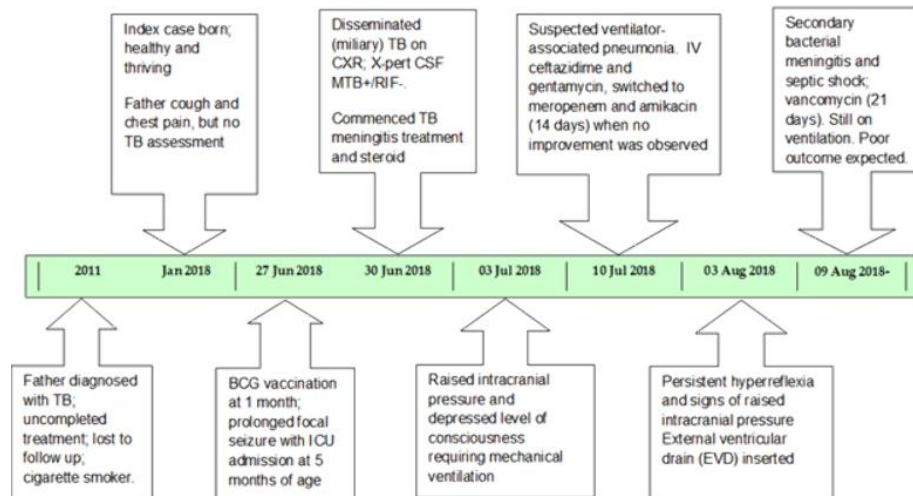 Index case born;
healthy and
thriving
Father cough and
chest pain, but no
TB assessment
Disseminated
(miliary) TB on
CXR; X-pert CSF
MTB+/RIF-.
Commenced TB
meningitis treatment
and steroid
Suspected ventilator-
associated pneumonia. IV
ceftazidime and
gentamycin, switched to
meropenem and amikacin
(14 days) when no
improvement was observed
Secondary
bacterial
meningitis and
septic shock;
vancomycin (21
days). Still on
ventilation. Poor
outcome expected.
2011
Jan 2018
27 Jun 2018
30 Jun 2018
03 Jul 2018
10 Jul 2018
03 Aug 2018
09 Aug 2018-
Father diagnosed
with TB;
uncompleted
treatment; lost to
follow up;
cigarette smoker.
BCG vaccination
at 1 month;
prolonged focal
seizure with ICU
admission at 5
months of age
Raised intracranial
pressure and
depressed level of
consciousness
requiring mechanical
ventilation
Persistent hyperreflexia
and signs of raised
intracranial pressure
External ventricular
drain (EVD) inserted